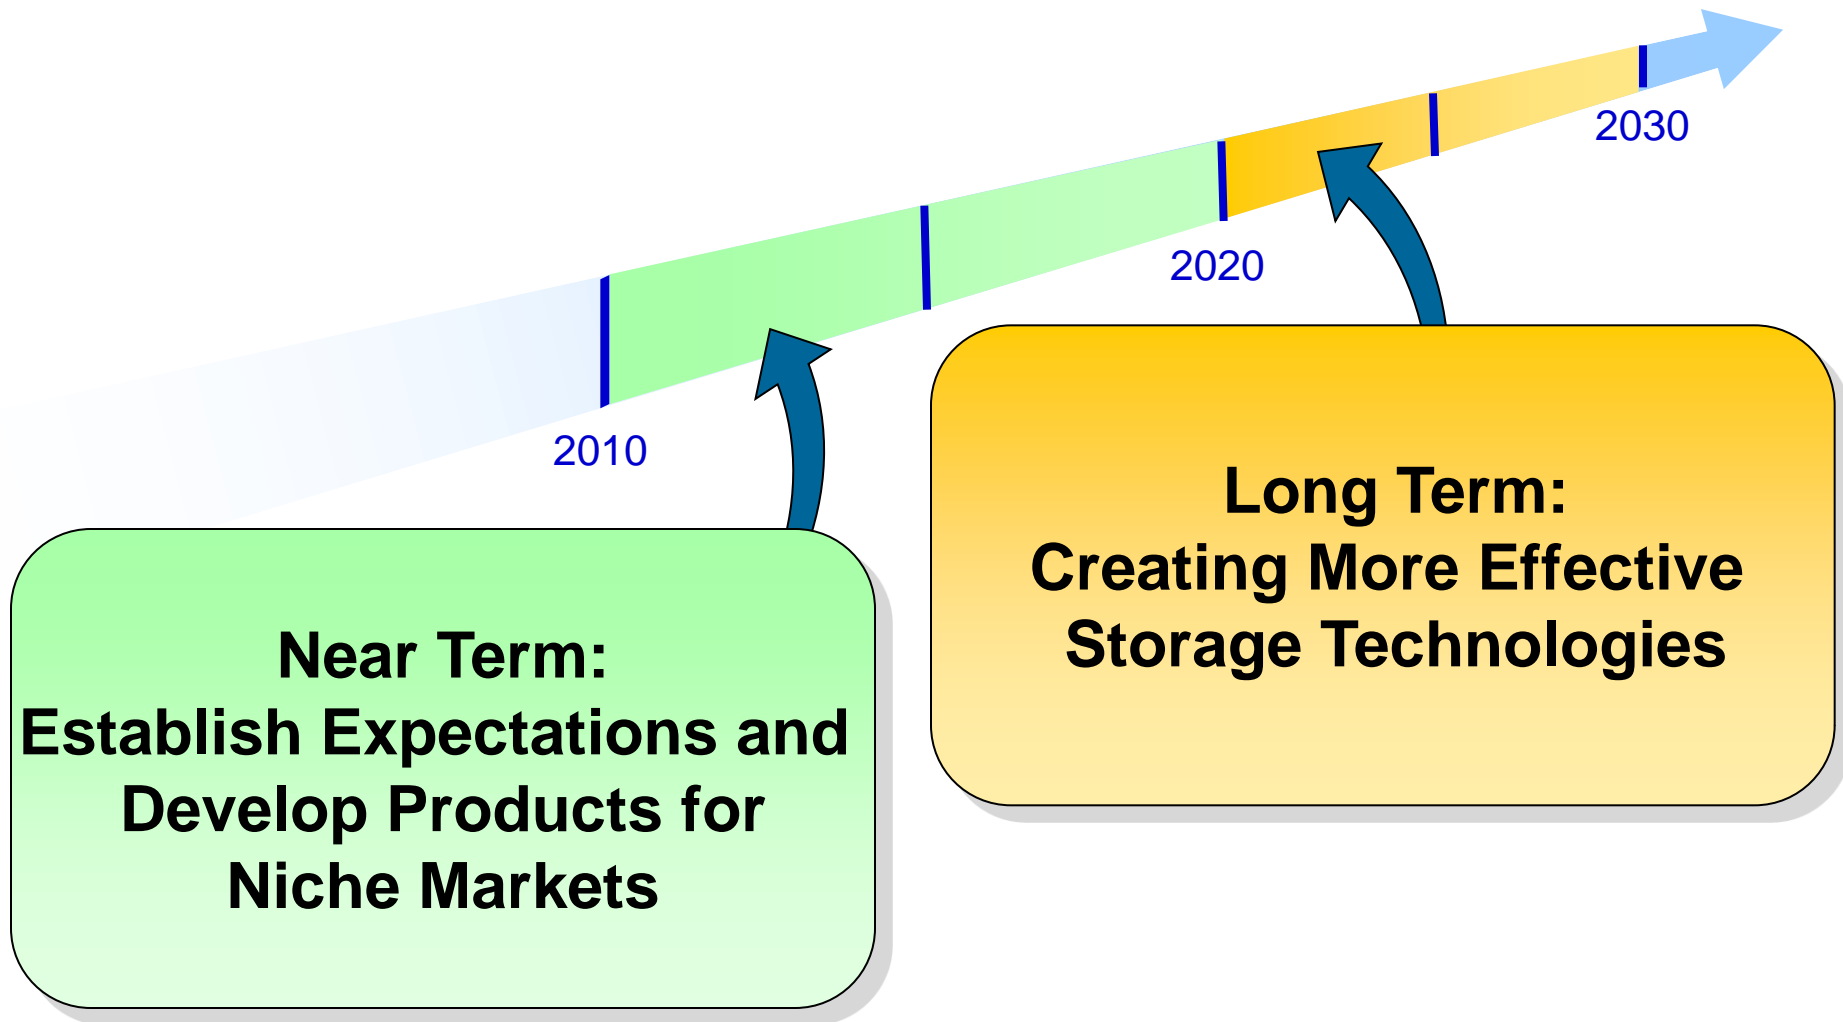 2030
2020
2010
Long Term:
Creating More Effective
Storage Technologies
Near Term:
Establish Expectations and
Develop Products for
Niche Markets